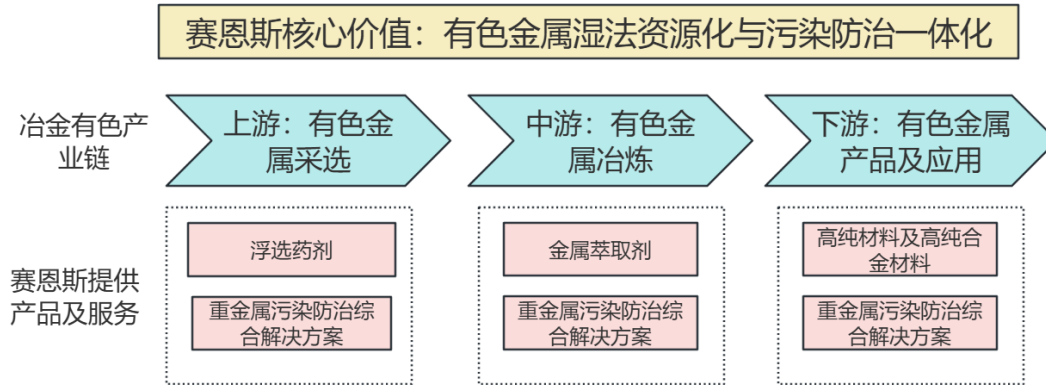 赛恩斯核心价值：有色金属湿法资源化与污染防治一体化
冶金有色产
业链
上游：有色金
属采选
中游：有色金
属冶炼
下游：有色金属
产品及应用
赛恩斯提供
产品及服务
浮选药剂
重金属污染防治综
合解决方案
金属萃取剂
重金属污染防治综
合解决方案
高纯材料及高纯合
金材料
重金属污染防治综
合解决方案